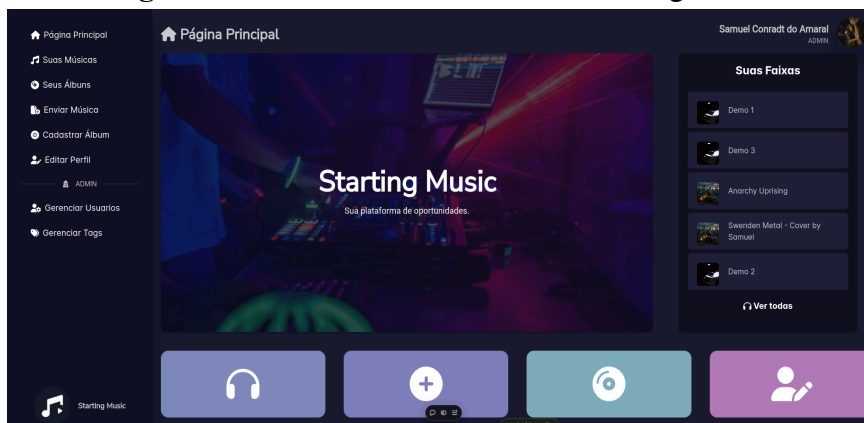 Página Principal
Suas Músicas
Seus Álbuns
Enviar Música
Cadastrar Álbum
Editar Perfil
ADMIN
Gerenciar Usuarios
Gerenciar Tags
Starting Music
Página Principal
Starting Music
Sua plataforma de oportunidades.
Samuel Conradt do Amaral
ADMIN
Suas Faixas
Demo 1
Demo 3
Anarchy Uprising
Swenden Metal - Cover by
Samuel
Demo 2
Ver todas